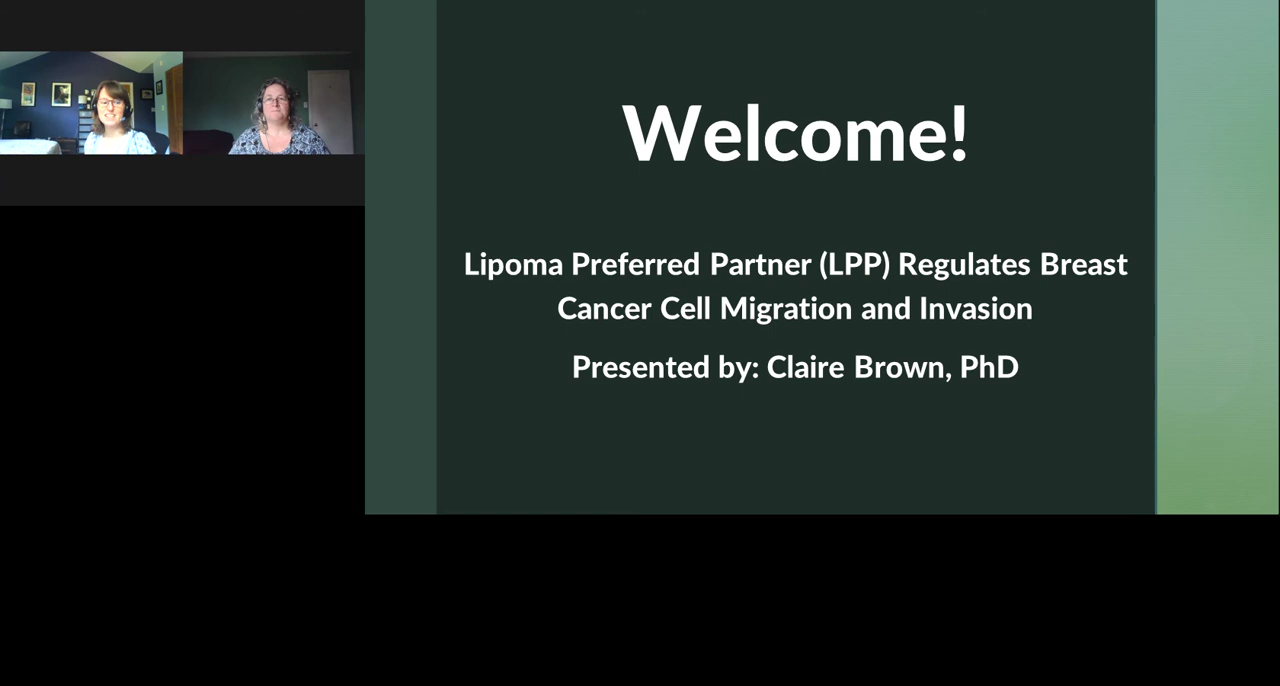 Welcome!
Lipoma Preferred Partner (LPP) Regulates Breast
Cancer Cell Migration and Invasion
Presented by: Claire Brown, PhD